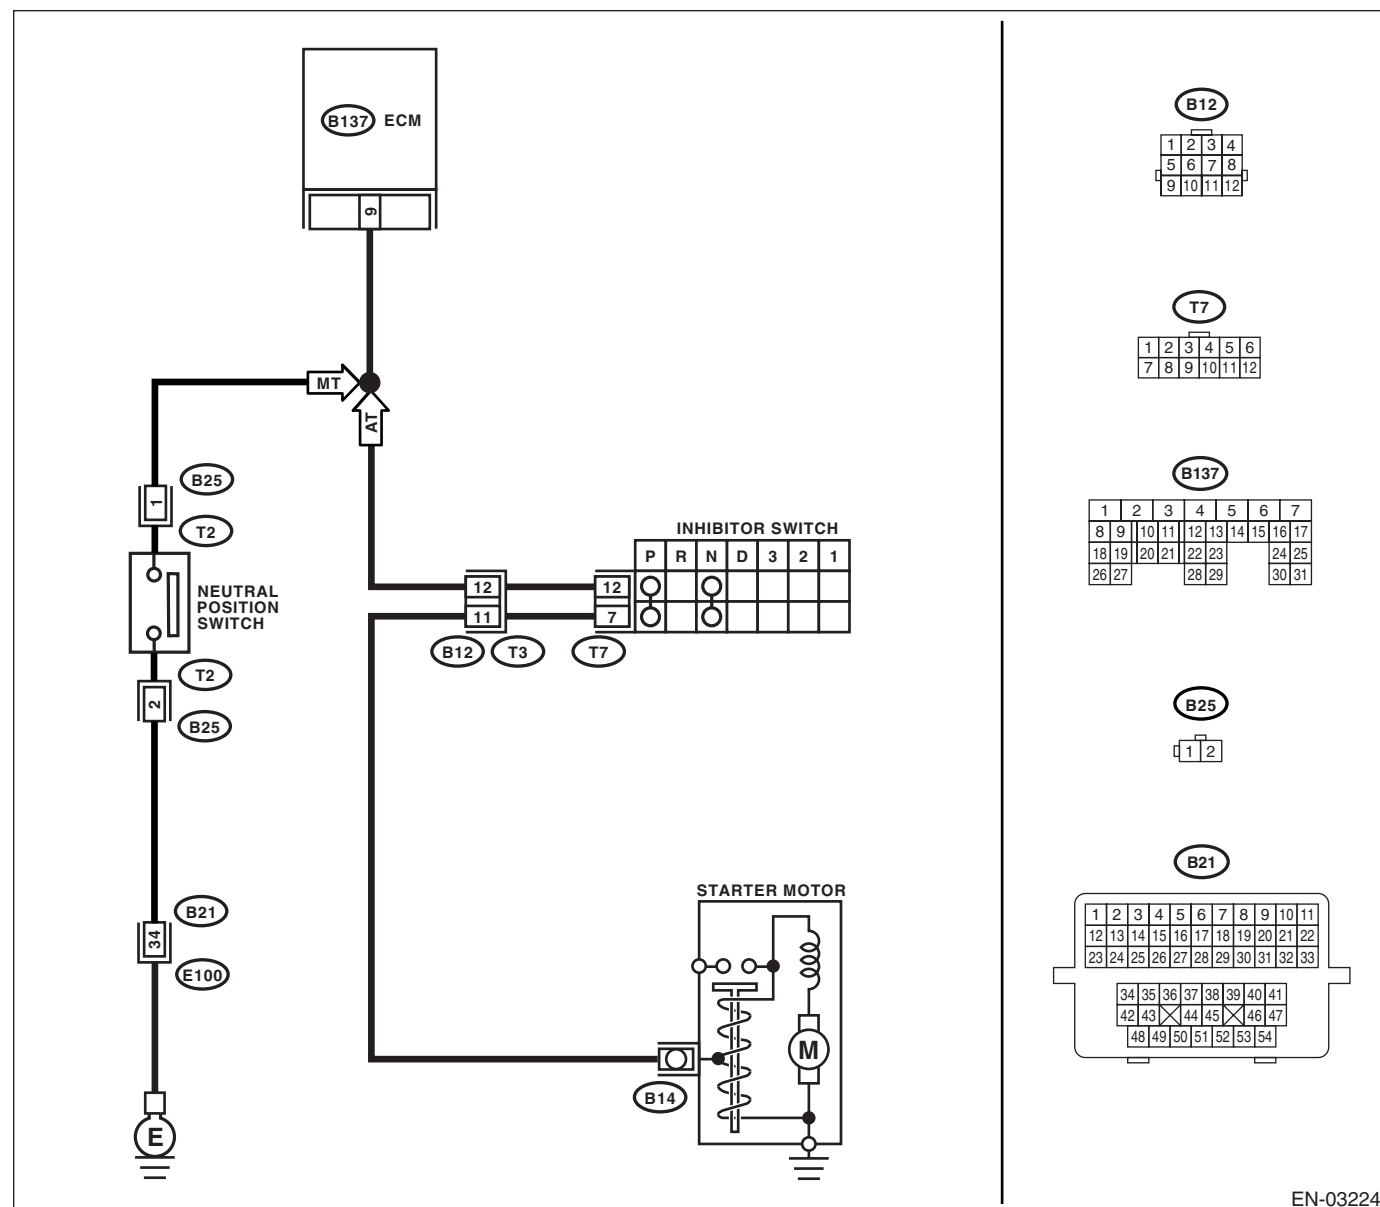 B137 ECM
9
MT
AT
B25
1
T2
NEUTRAL
POSITION
SWITCH
T2
2
B25
B21
34
E100
E
INHIBITOR SWITCH
P R N D 3 2 1
12 12
11 7
B12 T3 T7
STARTER MOTOR
M
B14
B12
1 2 3 4
5 6 7 8
9 10 11 12
T7
1 2 3 4 5 6
7 8 9 10 11 12
B137
1 2 3 4 5 6 7
8 9 10 11 12 13 14 15 16 17
18 19 20 21 22 23 24 25
26 27 28 29 30 31
B25
1 2
B21
1 2 3 4 5 6 7 8 9 10 11
12 13 14 15 16 17 18 19 20 21 22
23 24 25 26 27 28 29 30 31 32 33
34 35 36 37 38 39 40 41
42 43 44 45 46 47
48 49 50 51 52 53 54
EN-03224